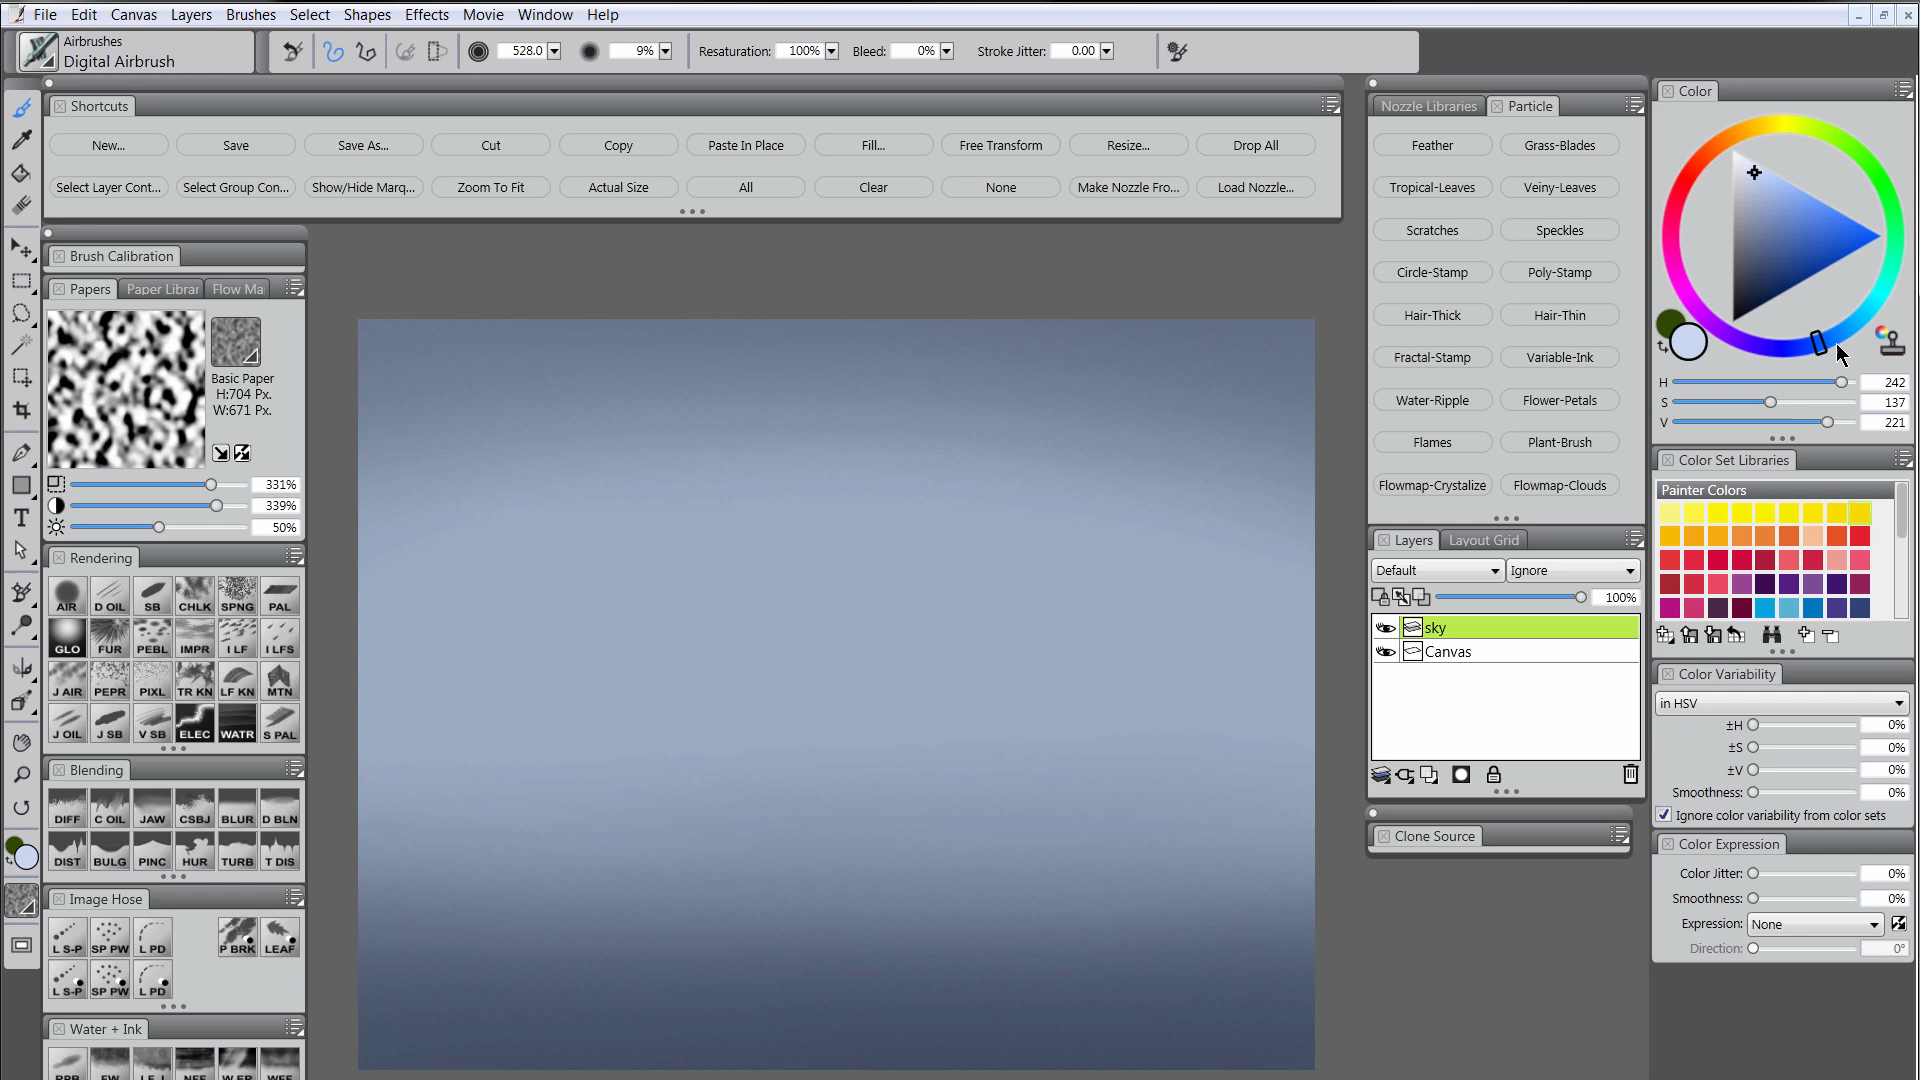 File Edit Canvas Layers Brushes Select Shapes Effects Movie Window Help
Airbrushes
Digital Airbrush
528.0 9% Resaturation: 100% Bleed: 0% Stroke Jitter: 0.00
Shortcuts
New... Save Save As... Cut Copy Paste In Place Fill... Free Transform Resize... Drop All
Select Layer Cont... Select Group Con... Show/Hide Marq... Zoom To Fit Actual Size All Clear None Make Nozzle Fro... Load Nozzle...
Brush Calibration
Papers Paper Librar Flow Ma
Basic Paper
H:704 Px.
W:671 Px.
331%
339%
50%
Rendering
AIR D OIL SB CHLK SPNG PAL
GLO FUR PEBL IMPR I LF I LFS
J AIR PEPR PIXL TR KN LF KN MTN
J OIL J SB V SB ELEC WATR S PAL
Blending
DIFF C OIL JAW CSBJ BLUR D BLN
DIST BULG PINC HUR TURB T DIS
Image Hose
L S-P SP PW L PD P BRK LEAF
L S-P SP PW L PD
Water + Ink
Nozzle Libraries Particle
Feather Grass-Blades
Tropical-Leaves Veiny-Leaves
Scratches Speckles
Circle-Stamp Poly-Stamp
Hair-Thick Hair-Thin
Fractal-Stamp Variable-Ink
Water-Ripple Flower-Petals
Flames Plant-Brush
Flowmap-Crystalize Flowmap-Clouds
Layers Layout Grid
Default Ignore
100%
sky
Canvas
Clone Source
Color
H 242
S 137
V 221
Color Set Libraries
Painter Colors
Color Variability
in HSV
±H 0%
±S 0%
±V 0%
Smoothness: 0%
Ignore color variability from color sets
Color Expression
Color Jitter: 0%
Smoothness: 0%
Expression: None
Direction: 0°